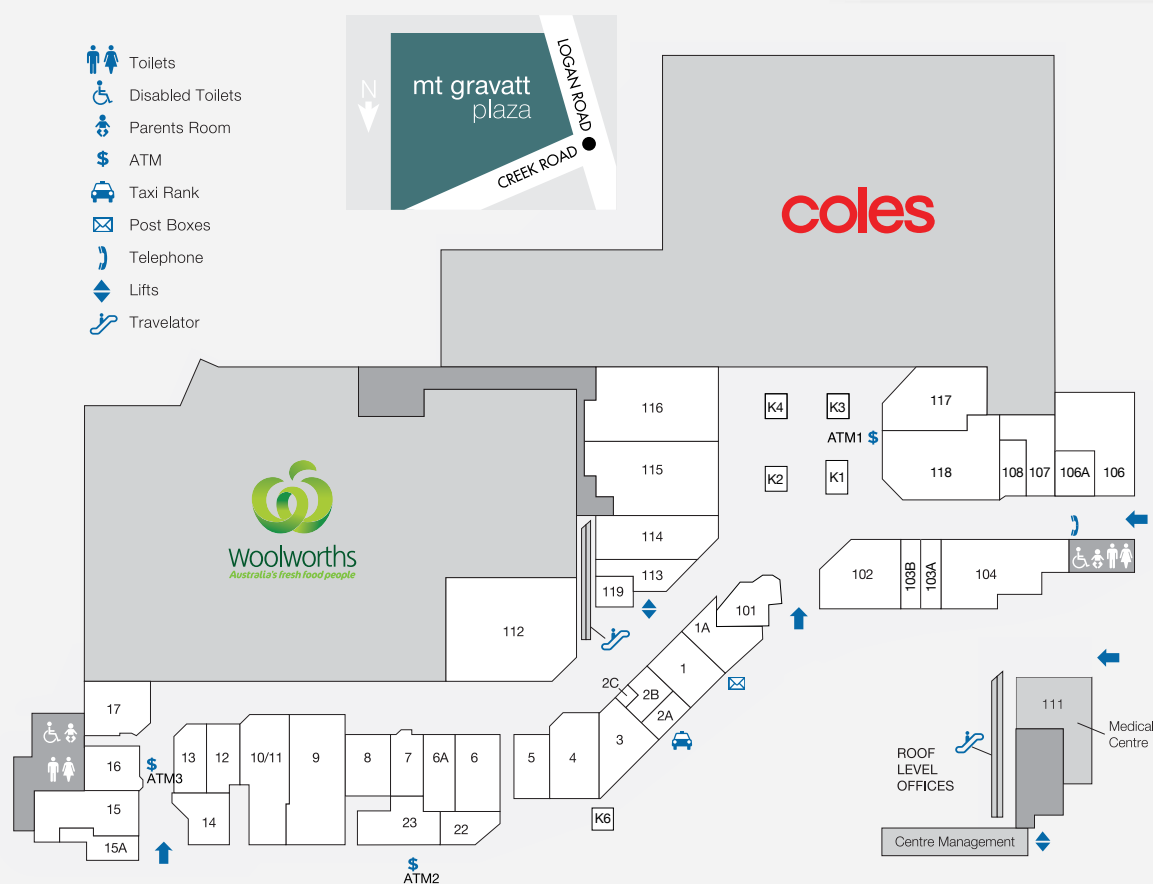 Toilets
Disabled Toilets
Parents Room
$ ATM
Taxi Rank
Post Boxes
Telephone
Lifts
Travelator
N
mt gravatt
plaza
LOGAN ROAD
CREEK ROAD
coles
Woolworths
Australia's fresh food people
116
K4
K3
117
ATM1 $
115
K2
K1
118
108
107
106A
106
114
113
119
112
102
103B
103A
104
101
1A
1
2C
2B
2A
3
17
16
$
ATM3
15
15A
13
12
10/11
9
8
7
6A
6
5
4
14
23
22
K6
$
ATM2
111
Medical
Centre
ROOF
LEVEL
OFFICES
Centre Management